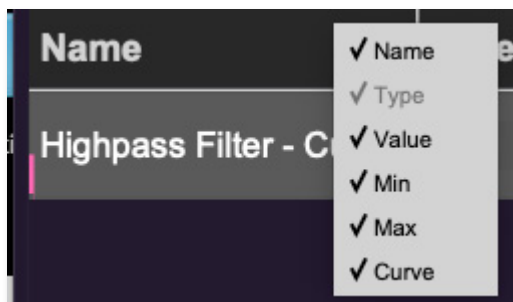 Name
✓ Name
✓ Type
Highpass Filter - C
✓ Value
✓ Min
✓ Max
✓ Curve